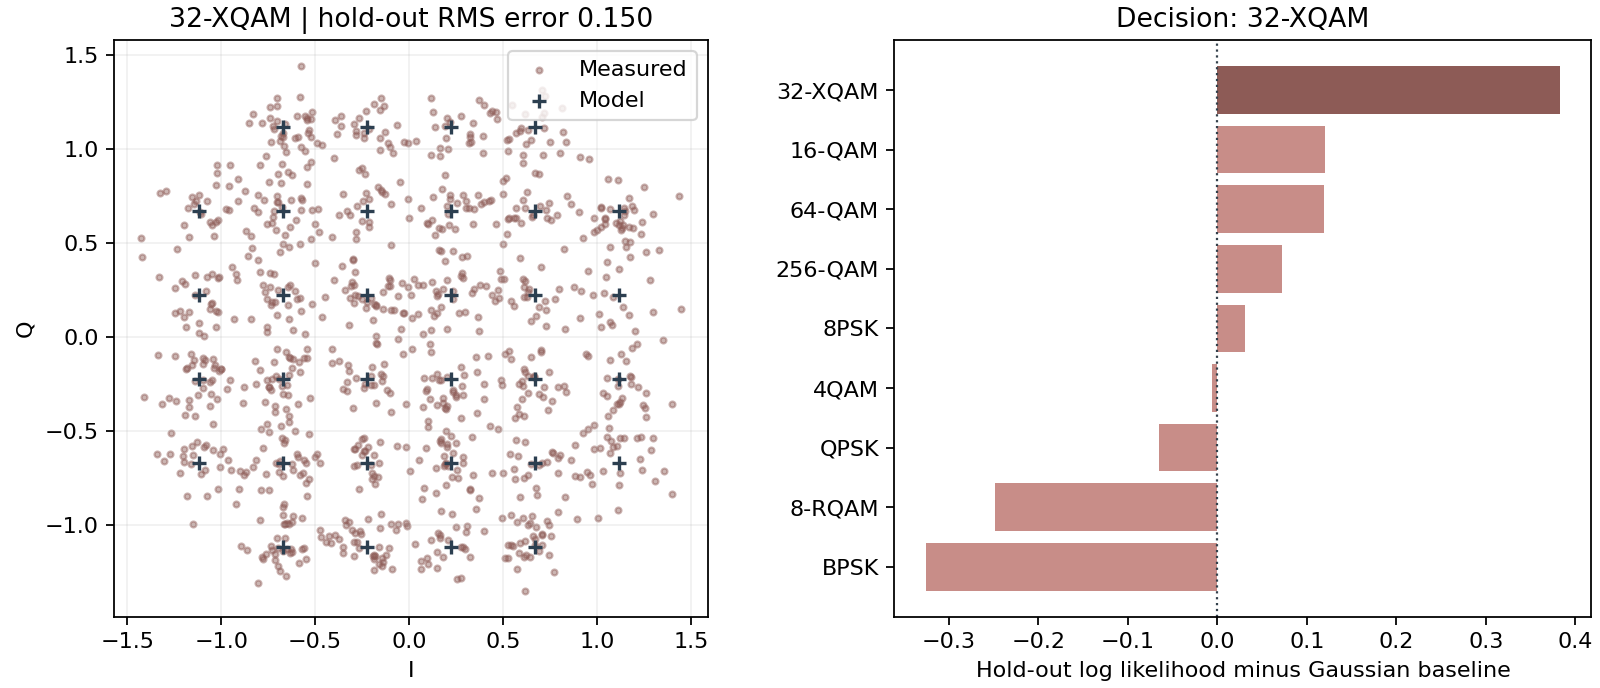 32-XQAM | hold-out RMS error 0.150
Measured
Model
1.5
1.0
0.5
0.0
−0.5
−1.0
Q
−1.5
−1.0
−0.5
0.0
0.5
1.0
1.5
I
Decision: 32-XQAM
32-XQAM
16-QAM
64-QAM
256-QAM
8PSK
4QAM
QPSK
8-RQAM
BPSK
−0.3
−0.2
−0.1
0.0
0.1
0.2
0.3
0.4
Hold-out log likelihood minus Gaussian baseline